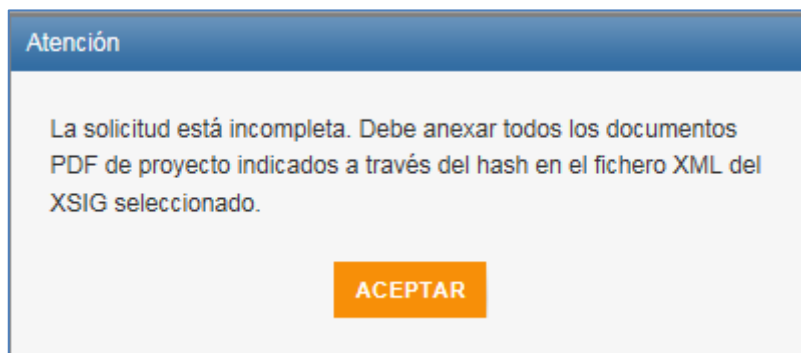 Atención
La solicitud está incompleta. Debe anexar todos los documentos
PDF de proyecto indicados a través del hash en el fichero XML del
XSIG seleccionado.
ACEPTAR